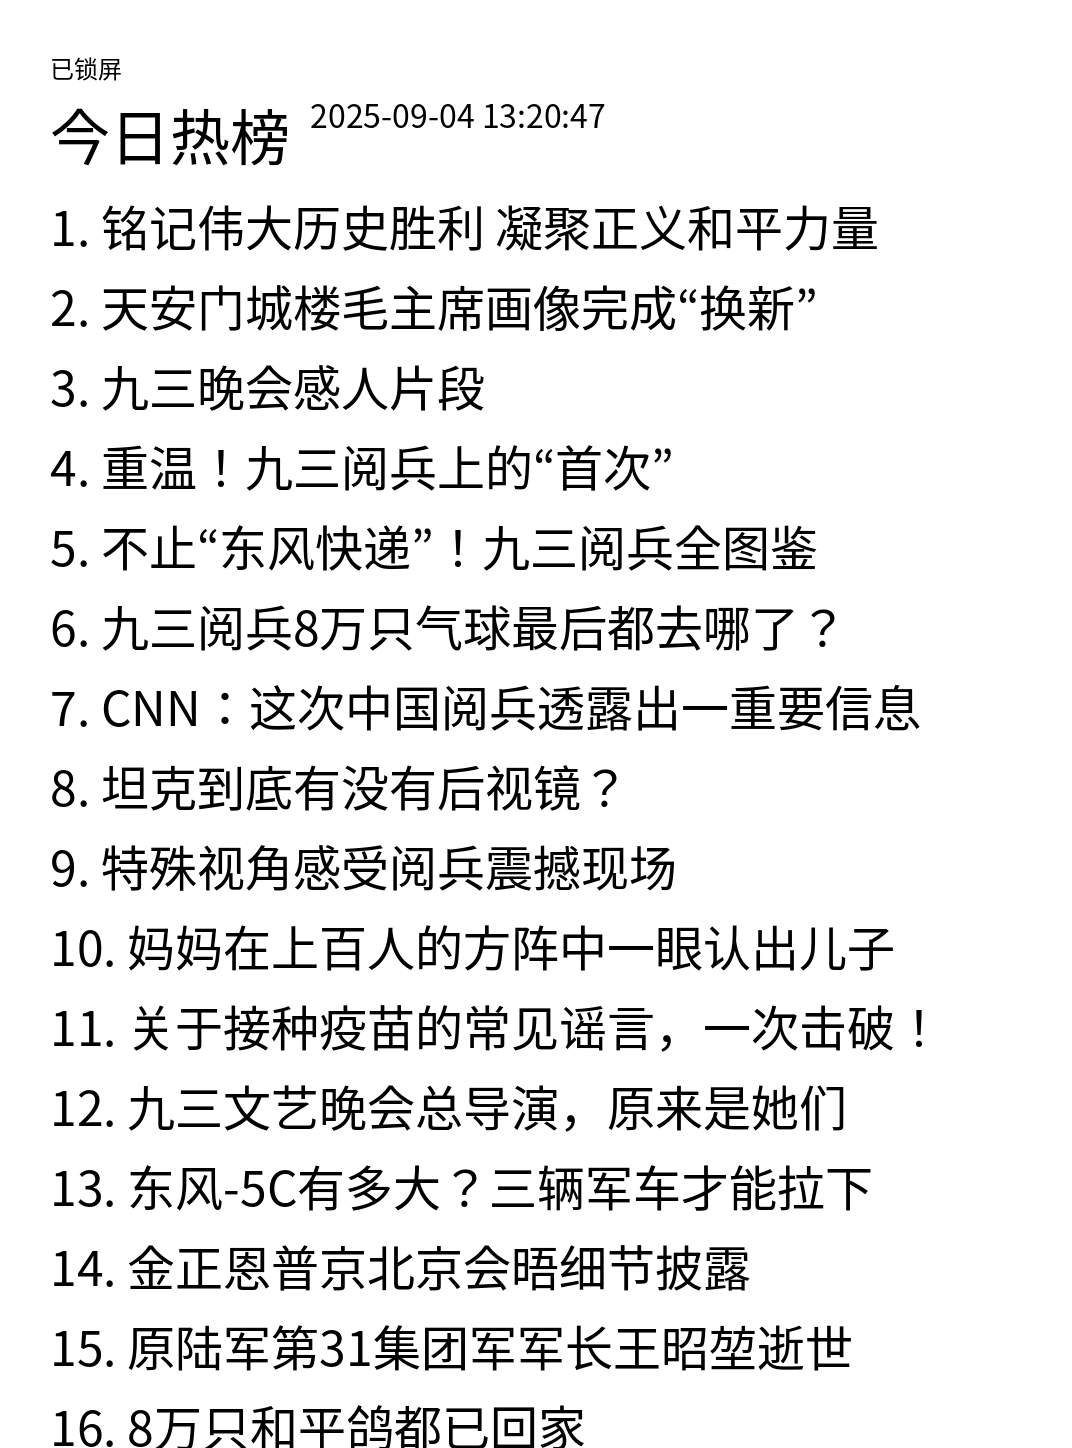 已锁屏
今日热榜 2025-09-04 13:20:47
1. 铭记伟大历史胜利 凝聚正义和平力量
2. 天安门城楼毛主席画像完成“换新”
3. 九三晚会感人片段
4. 重温！九三阅兵上的“首次”
5. 不止“东风快递”！九三阅兵全图鉴
6. 九三阅兵8万只气球最后都去哪了？
7. CNN：这次中国阅兵透露出一重要信息
8. 坦克到底有没有后视镜？
9. 特殊视角感受阅兵震撼现场
10. 妈妈在上百人的方阵中一眼认出儿子
11. 关于接种疫苗的常见谣言，一次击破！
12. 九三文艺晚会总导演，原来是她们
13. 东风-5C有多大？三辆军车才能拉下
14. 金正恩普京北京会晤细节披露
15. 原陆军第31集团军军长王昭堃逝世
16. 8万只和平鸽都已回家